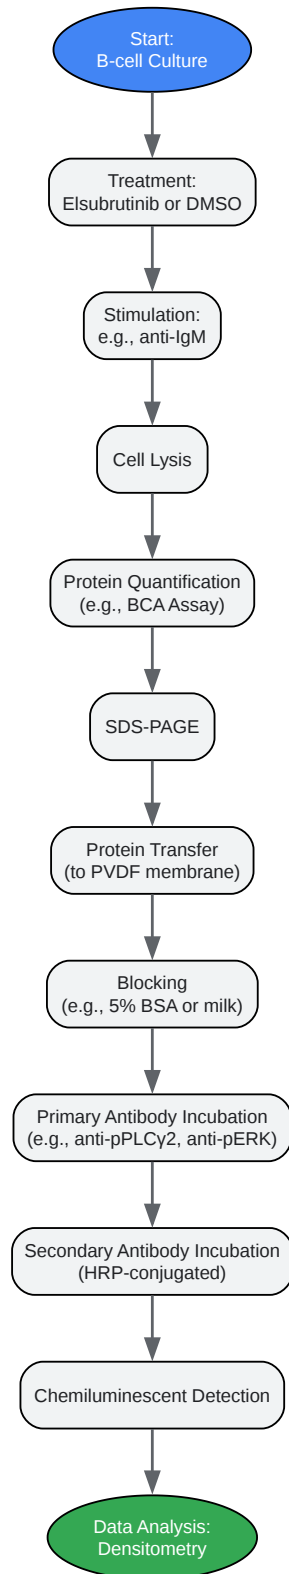 Start:
B-cell Culture
Treatment:
Elsubrutinib or DMSO
Stimulation:
e.g., anti-IgM
Cell Lysis
Protein Quantification
(e.g., BCA Assay)
SDS-PAGE
Protein Transfer
(to PVDF membrane)
Blocking
(e.g., 5% BSA or milk)
Primary Antibody Incubation
(e.g., anti-pPLCγ2, anti-pERK)
Secondary Antibody Incubation
(HRP-conjugated)
Chemiluminescent Detection
Data Analysis:
Densitometry